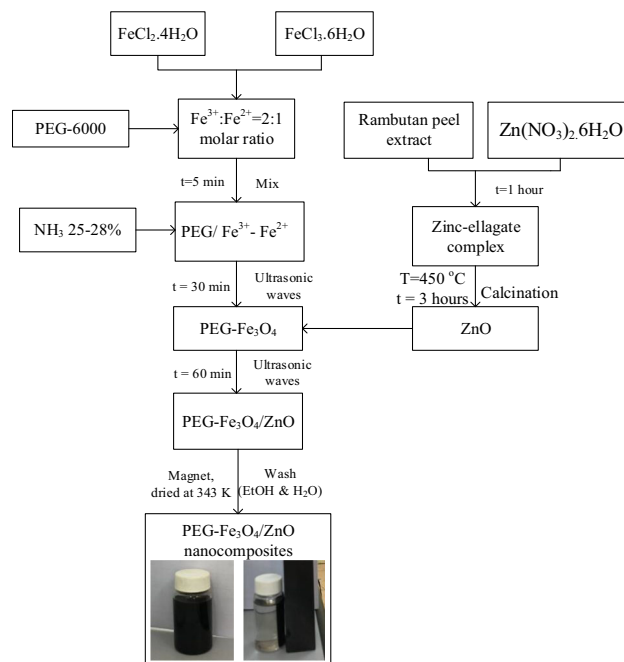 FeCl₂.4H₂O
FeCl₃.6H₂O
PEG-6000
Fe³⁺:Fe²⁺=2:1
molar ratio
Rambutan peel
extract
Zn(NO₃)₂.6H₂O
t=5 min
Mix
t=1 hour
NH₃ 25-28%
PEG/ Fe³⁺- Fe²⁺
Zinc-ellagate
complex
t = 30 min
Ultrasonic
waves
T=450 °C
t = 3 hours
Calcination
PEG-Fe₃O₄
ZnO
t = 60 min
Ultrasonic
waves
PEG-Fe₃O₄/ZnO
Magnet,
dried at 343 K
Wash
(EtOH & H₂O)
PEG-Fe₃O₄/ZnO
nanocomposites